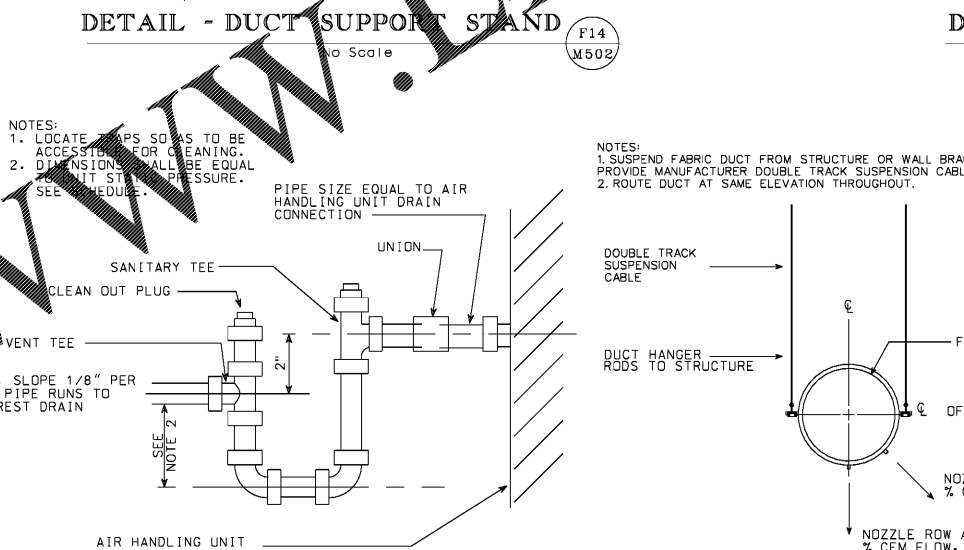 DETAIL - DUCT SUPPORT STAND
No Scale
F14
M502
D
WWW.L
NOTES:
1. LOCATE TRAPS SO AS TO BE
ACCESSIBLE FOR CLEANING.
2. DIMENSIONS SHALL BE EQUAL
TO UNIT STATIC PRESSURE.
SEE SCHEDULE.
PIPE SIZE EQUAL TO AIR
HANDLING UNIT DRAIN
CONNECTION
UNION
SANITARY TEE
CLEAN OUT PLUG
VENT TEE
SLOPE 1/8" PER
PIPE RUNS TO
REST DRAIN
2"
SEE
NOTE 2
AIR HANDLING UNIT
NOTES:
1. SUSPEND FABRIC DUCT FROM STRUCTURE OR WALL BRA
PROVIDE MANUFACTURER DOUBLE TRACK SUSPENSION CABL
2. ROUTE DUCT AT SAME ELEVATION THROUGHOUT.
DOUBLE TRACK
SUSPENSION
CABLE
℄
F
DUCT HANGER
RODS TO STRUCTURE
℄ OF
NOZ
% C
NOZZLE ROW A
% CFM FLOW.